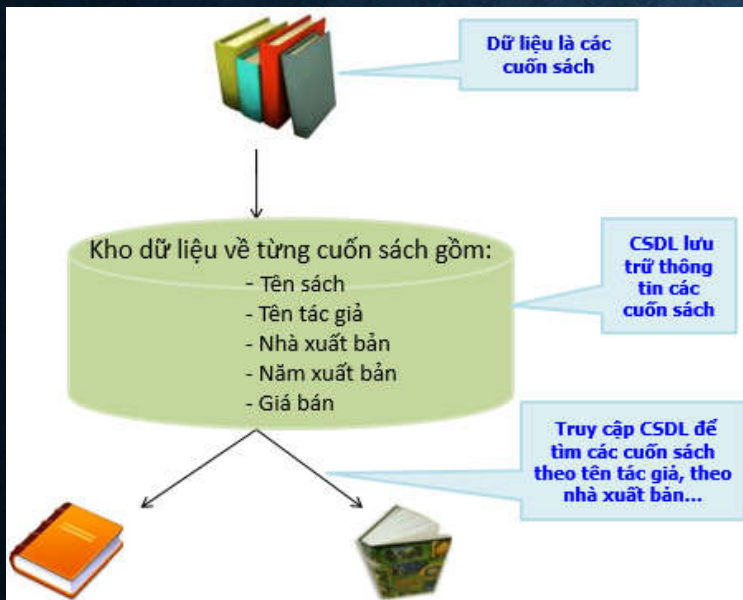 Dữ liệu là các
cuốn sách
Kho dữ liệu về từng cuốn sách gồm:
- Tên sách
- Tên tác giả
- Nhà xuất bản
- Năm xuất bản
- Giá bán
CSDL lưu
trữ thông
tin các
cuốn sách
Truy cập CSDL để
tìm các cuốn sách
theo tên tác giả, theo
nhà xuất bản...